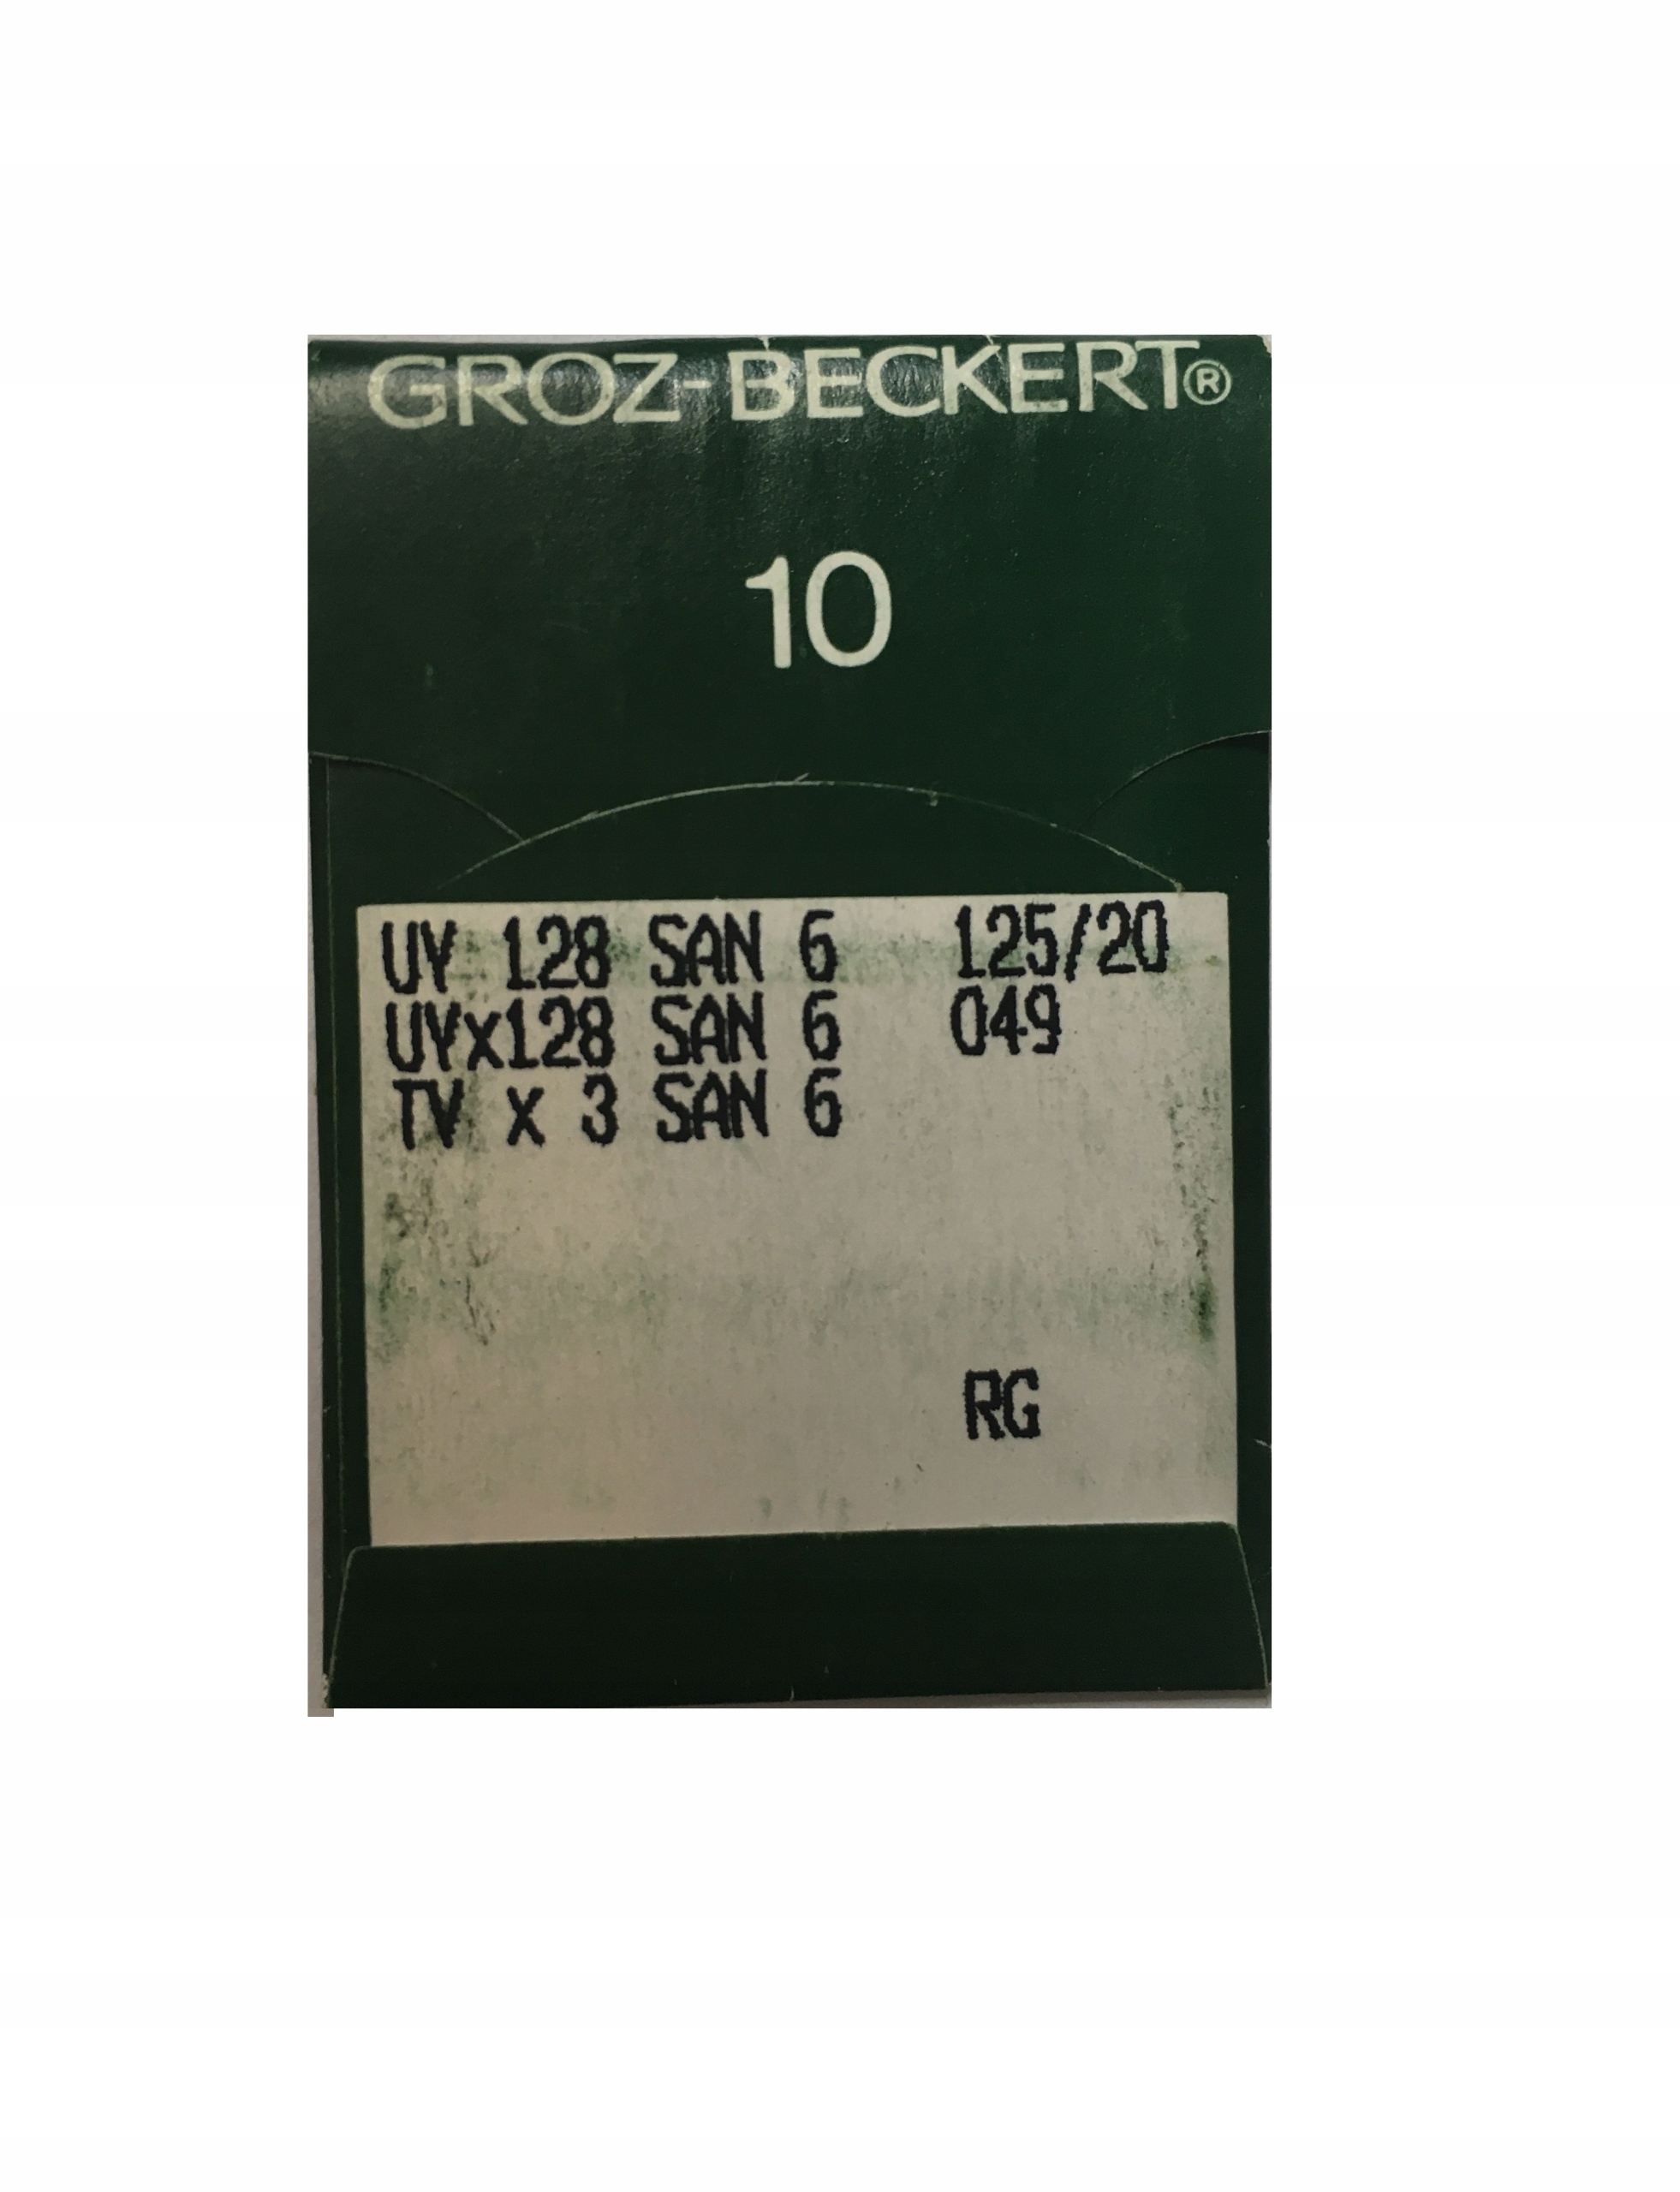 GROZ-BECKERT®
10
UY 128 SAN 6 125/20
UYx128 SAN 6 049
TV x 3 SAN 6
RG